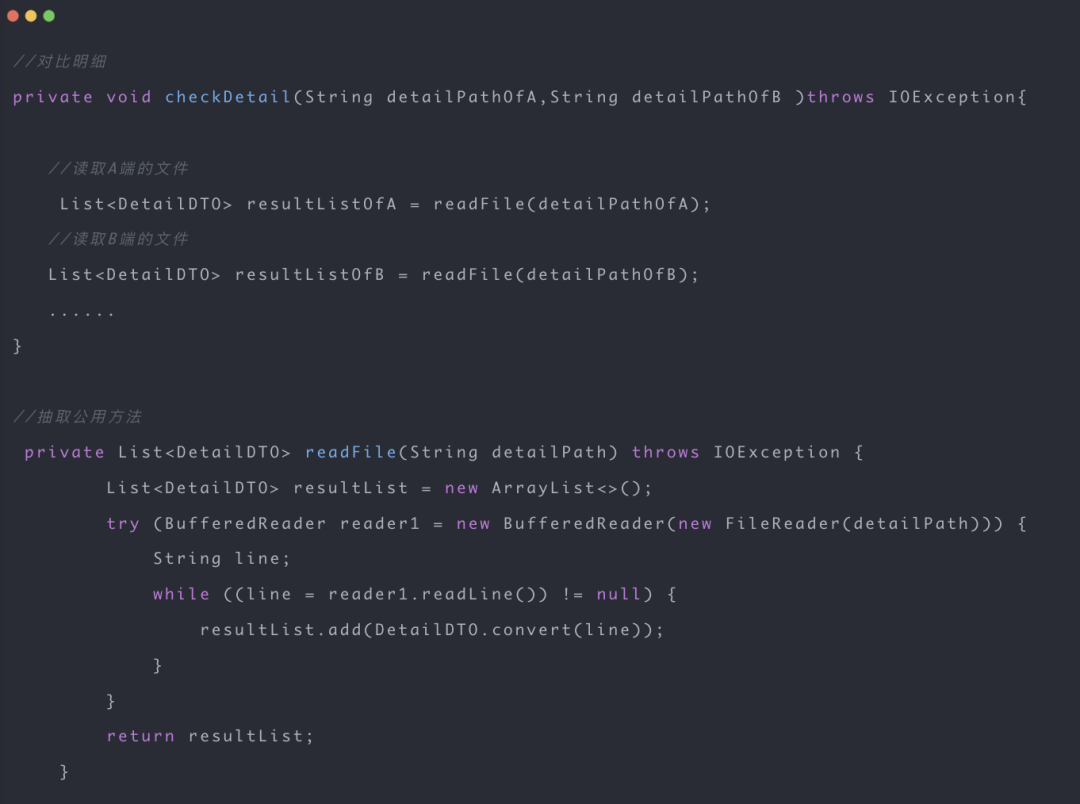 //对比明细
private void checkDetail(String detailPathOfA,String detailPathOfB )throws IOException{
//读取A端的文件
List<DetailDTO> resultListOfA = readFile(detailPathOfA);
//读取B端的文件
List<DetailDTO> resultListOfB = readFile(detailPathOfB);
......
}
//抽取公用方法
private List<DetailDTO> readFile(String detailPath) throws IOException {
List<DetailDTO> resultList = new ArrayList<>();
try (BufferedReader reader1 = new BufferedReader(new FileReader(detailPath))) {
String line;
while ((line = reader1.readLine()) != null) {
resultList.add(DetailDTO.convert(line));
}
}
return resultList;
}